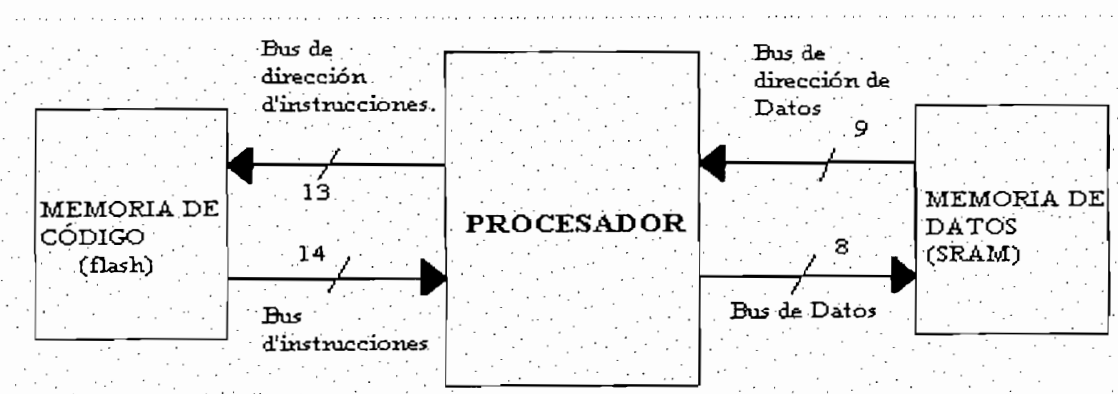 Bus de
dirección
d'instrucciones.
13
MEMORIA DE
CÓDIGO
(flash)
14
Bus
d'instrucciones
PROCESADOR
Bus de
dirección de
Datos
9
8
Bus de Datos
MEMORIA DE
DATOS
(SRAM)